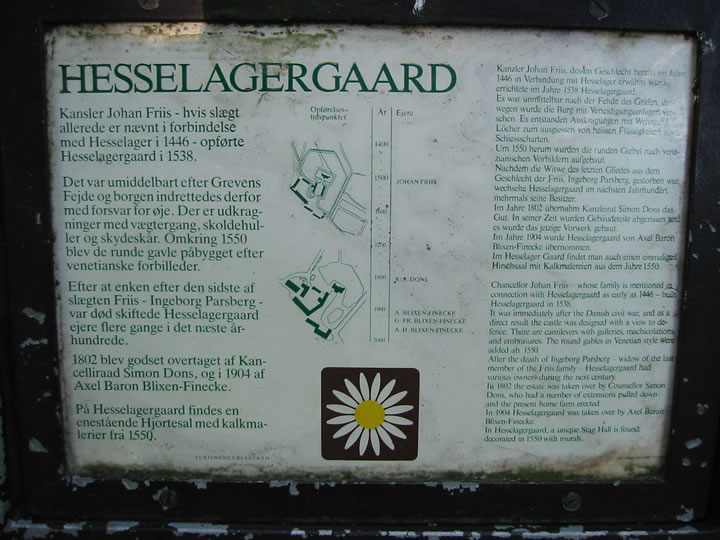 HESSELAGERGAARD
Kansler Johan Friis - hvis slægt
allerede er nævnt i forbindelse
med Hesselager i 1446 - opførte
Hesselagergaard i 1538.
Det var umiddelbart efter Grevens
Fejde og borgen indrettedes derfor
med forsvar for øje. Der er udkrag-
ninger med vægtergang, skoldehul-
ler og skydeskår. Omkring 1550
blev de runde gavle påbygget efter
venetianske forbilleder.
Efter at enken efter den sidste af
slægten Friis - Ingeborg Parsberg -
var død skiftede Hesselagergaard
ejere flere gange i det næste år-
hundrede.
1802 blev godset overtaget af Kan-
celliraad Simon Dons, og i 1904 af
Axel Baron Blixen-Finecke.
På Hesselagergaard findes en
enestående Hjortesal med kalkma-
lerier fra 1550.
Opførelses-
tidspunktet
År
Ejere
1400
1500
JOHAN FRIIS
1600
1700
1800
DONS
1900
A. BLIXEN-FINECKE
G. FR. BLIXEN-FINECKE
A. H. BLIXEN-FINECKE
2000
Kanzler Johan Friis, dessen Geschlecht bereits im Jahre
1446 in Verbindung mit Hesselager erwähnt wurde,
errichtete im Jahre 1538 Hesselagergaard.
Es war unmittelbar nach der Fehde des Grafen, des-
wegen wurde die Burg mit Verteidigungsanlagen ver-
sehen. Es entstanden Auskragungen mit
Löcher zum ausgiessen von heissen Flüssigkeiten
Schiesscharten.
Um 1550 herum wurden die runden Giebel nach vene-
zianischen Vorbildern aufgebaut.
Nachdem die Witwe des letzten Gliedes aus dem
Geschlecht der Friis, Ingeborg Parsberg, gestorben war,
wechselte Hesselagergaard im nächsten Jahrhundert
mehrmals seine Besitzer.
Im Jahre 1802 übernahm Kanzleirat Simon Dons das
Gut. In seiner Zeit wurden Gebäudeteile abgerissen und
es wurde das jetzige Vorwerk gebaut.
Im Jahre 1904 wurde Hesselagergaard von Axel Baron
Blixen-Finecke übernommen.
Im Hesselager Gaard findet man auch einen einmaligen
Hirschsaal mit Kalkmalereien aus dem Jahre 1550.
Chancellor Johan Friis – whose family is mentioned in
connection with Hesselagergaard as early as 1446 – built
Hesselagergaard in 1538.
It was immediately after the Danish civil war, and as a
direct result the castle was designed with a view to de-
fence. There are cantilevers with galleries, machicolations
and embrasures. The round gables in Venetian style were
added ab. 1550.
After the death of Ingeborg Parsberg – widow of the last
member of the Friis family – Hesselagergaard had
various owners during the next century.
In 1802 the estate was taken over by Counsellor Simon
Dons, who had a number of extensions pulled down
and the present home farm erected.
In 1904 Hesselagergaard was taken over by Axel Baron
Blixen-Finecke.
In Hesselagergaard, a unique Stag Hall is found,
decorated in 1550 with murals.